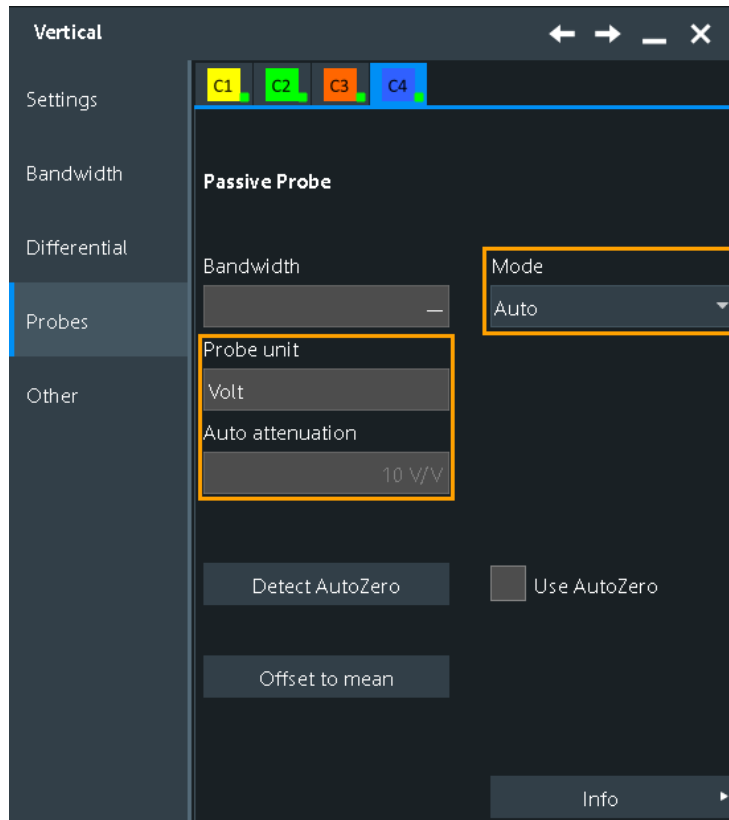 Vertical
Settings
Bandwidth
Differential
Probes
Other
C1 C2 C3 C4
Passive Probe
Bandwidth
Mode
Auto
Probe unit
Volt
Auto attenuation
10 V/V
Detect AutoZero
Use AutoZero
Offset to mean
Info